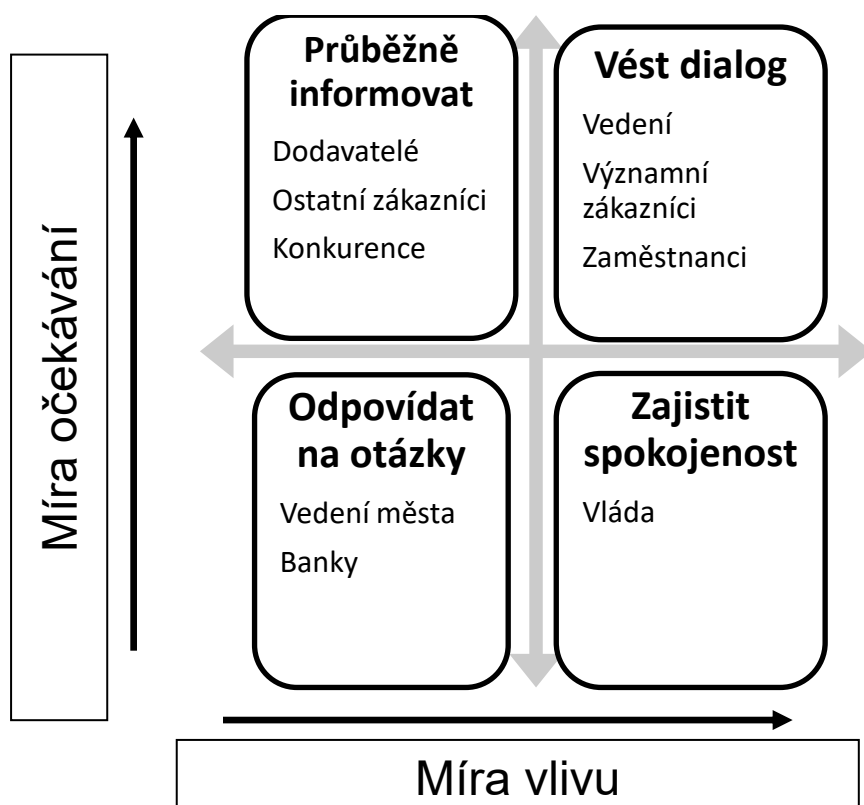 Míra očekávání
Průběžně
informovat
Dodavatelé
Ostatní zákazníci
Konkurence
Vést dialog
Vedení
Významní
zákazníci
Zaměstnanci
Odpovídat
na otázky
Vedení města
Banky
Zajistit
spokojenost
Vláda
Míra vlivu